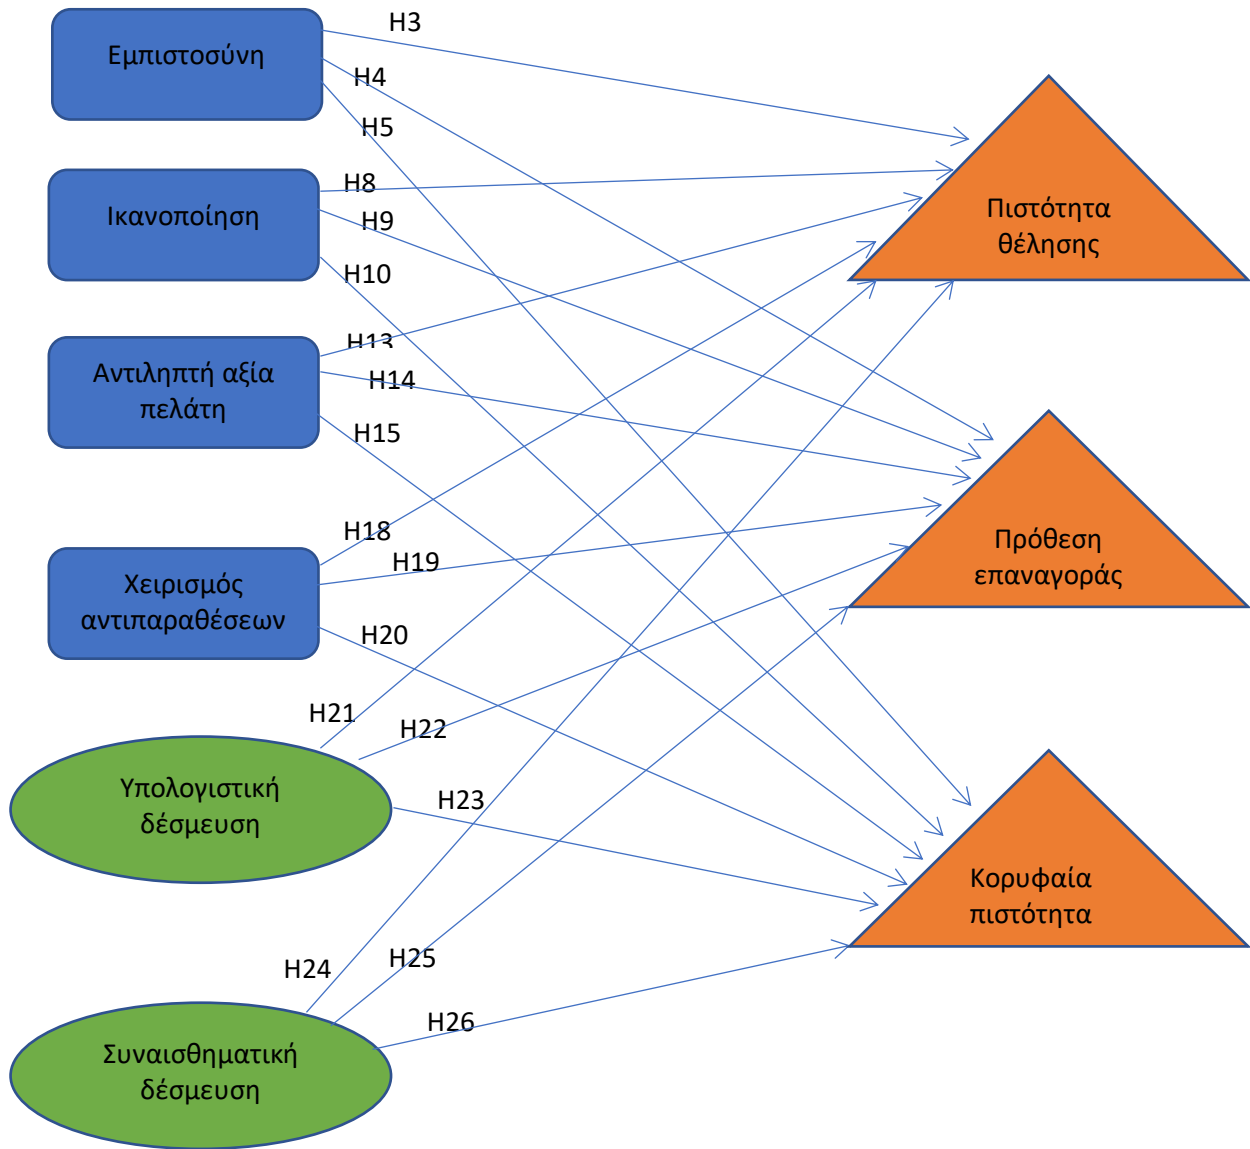 H3
Εμπιστοσύνη
H4
H5
H8
Ικανοποίηση
H9
Πιστότητα
θέλησης
H10
H13
Αντιληπτή αξία
πελάτη
H14
H15
H18
H19
Πρόθεση
επαναγοράς
Χειρισμός
αντιπαραθέσεων
H20
H21
H22
Υπολογιστική
δέσμευση
H23
Κορυφαία
πιστότητα
H24
H25
H26
Συναισθηματική
δέσμευση